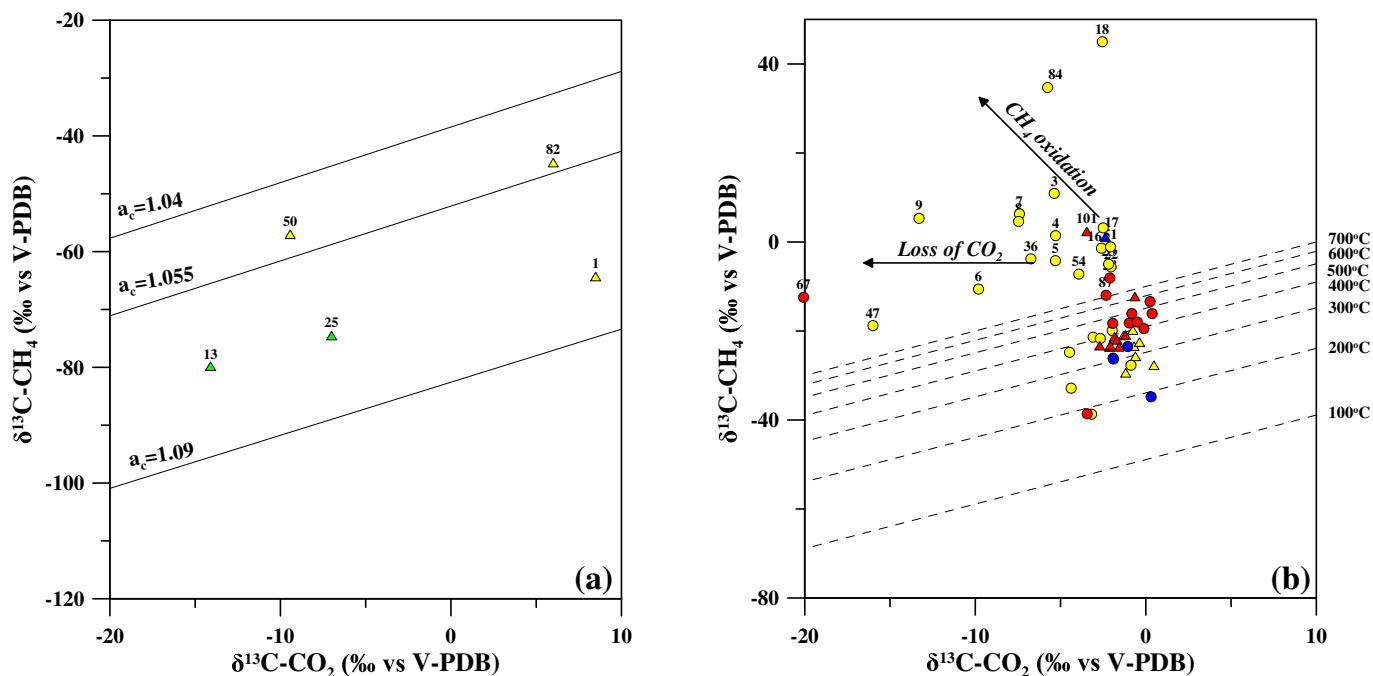 -20
-40
-60
-80
-100
-120
-20
-10
0
10
δ¹³C-CH₄ (‰ vs V-PDB)
δ¹³C-CO₂ (‰ vs V-PDB)
a_c=1.04
a_c=1.055
a_c=1.09
82
50
1
25
13
(a)
40
0
-40
-80
-20
-10
0
10
δ¹³C-CH₄ (‰ vs V-PDB)
δ¹³C-CO₂ (‰ vs V-PDB)
18
84
CH₄ oxidation
3
7
9
101
17
4
16
Loss of CO₂
36
5
54
6
87
67
47
700°C
600°C
500°C
400°C
300°C
200°C
100°C
(b)